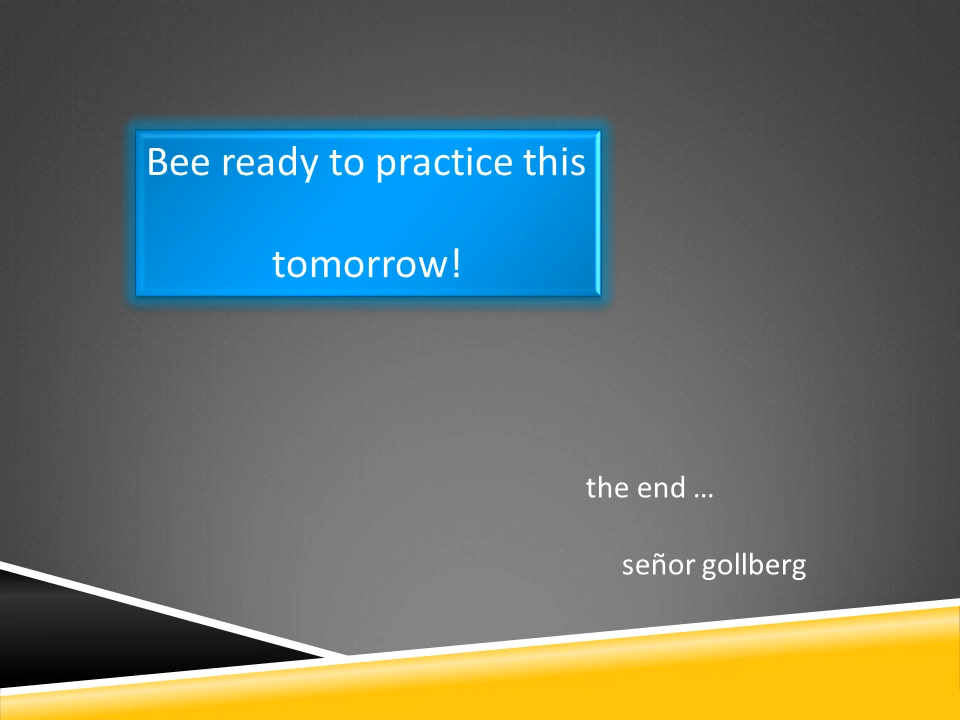 Bee ready to practice this
tomorrow!
the end …
señor gollberg